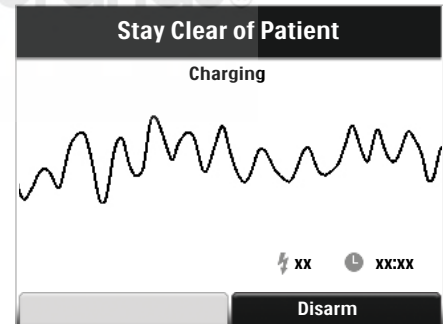 Stay Clear of Patient
Charging
xx
xx:xx
Disarm